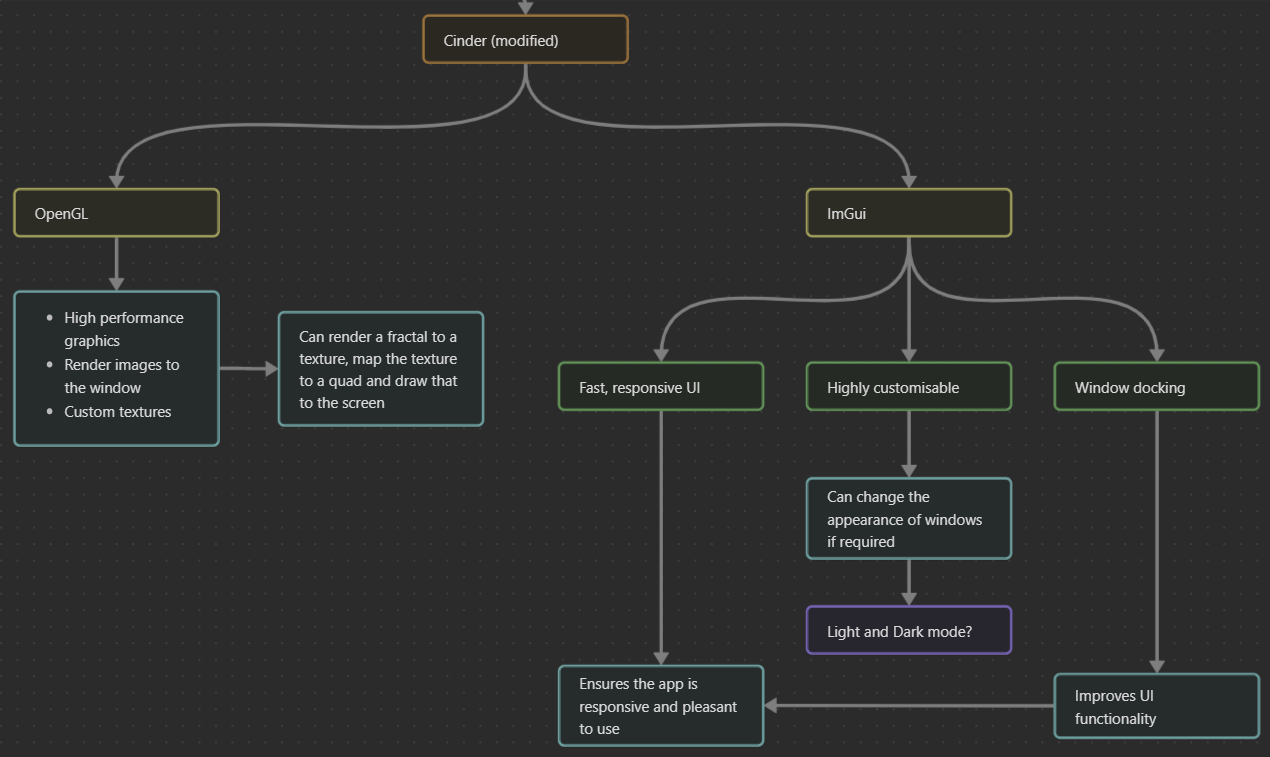 Cinder (modified)
OpenGL
ImGui
• High performance
graphics
• Render images to
the window
• Custom textures
Can render a fractal to a
texture, map the texture
to a quad and draw that
to the screen
Fast, responsive UI
Highly customisable
Window docking
Can change the
appearance of windows
if required
Light and Dark mode?
Ensures the app is
responsive and pleasant
to use
Improves UI
functionality